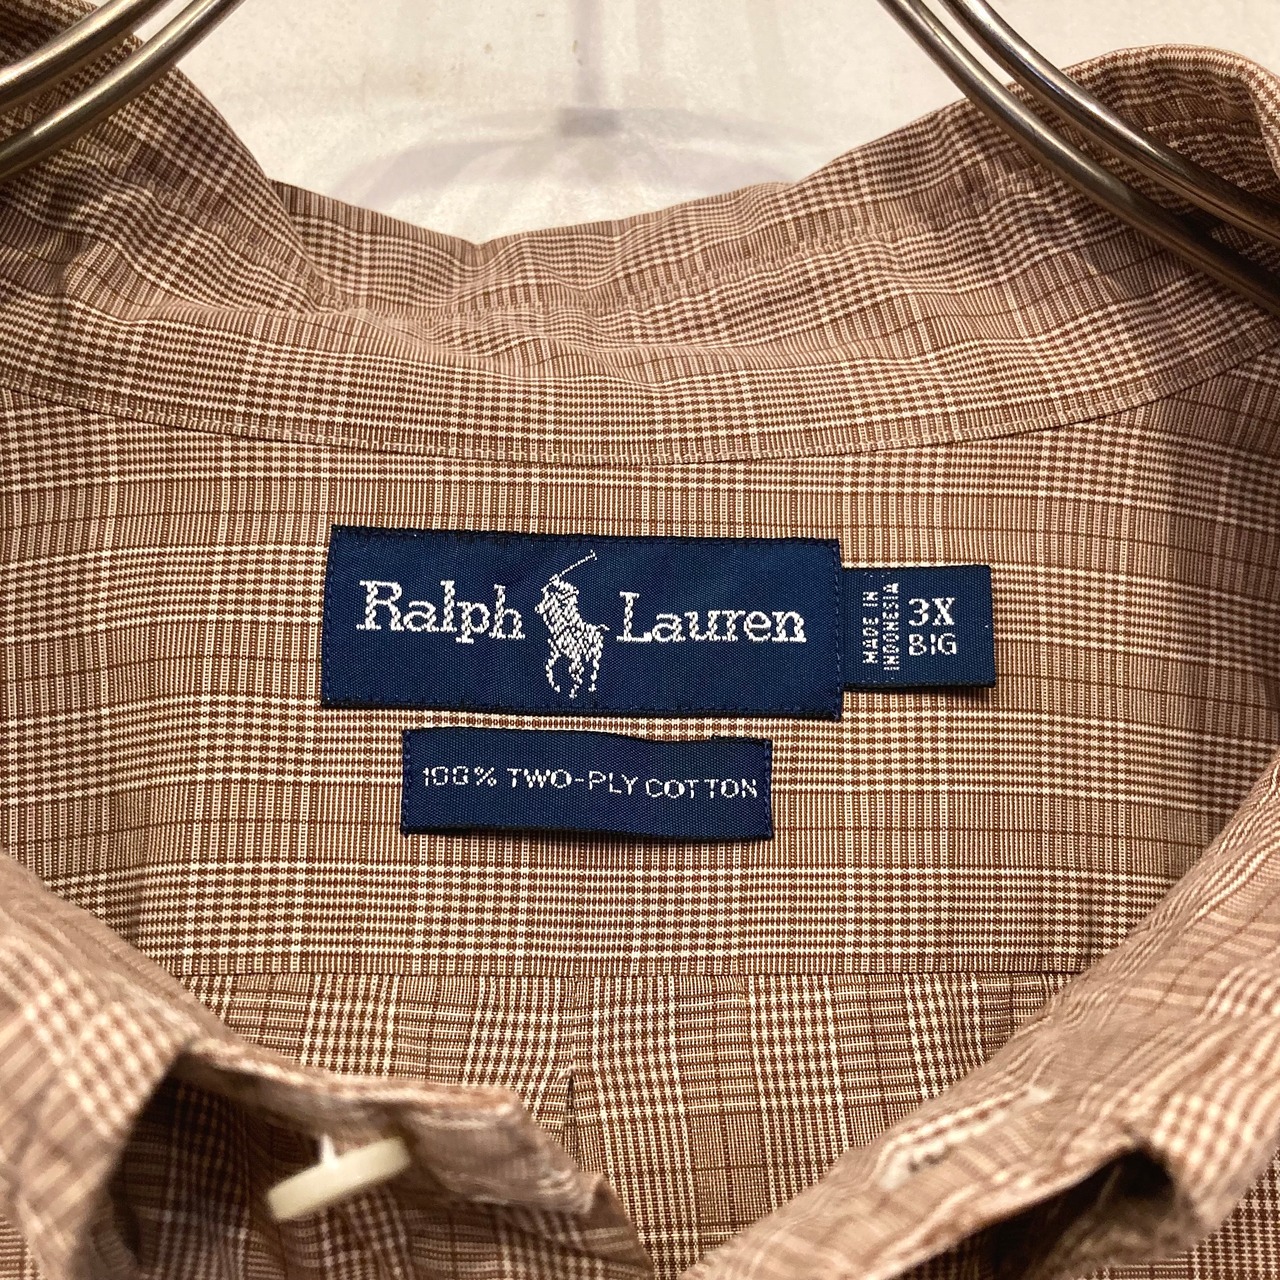 Ralph Lauren
MADE IN
INDONESIA
3X
BIG
100% TWO-PLY COTTON